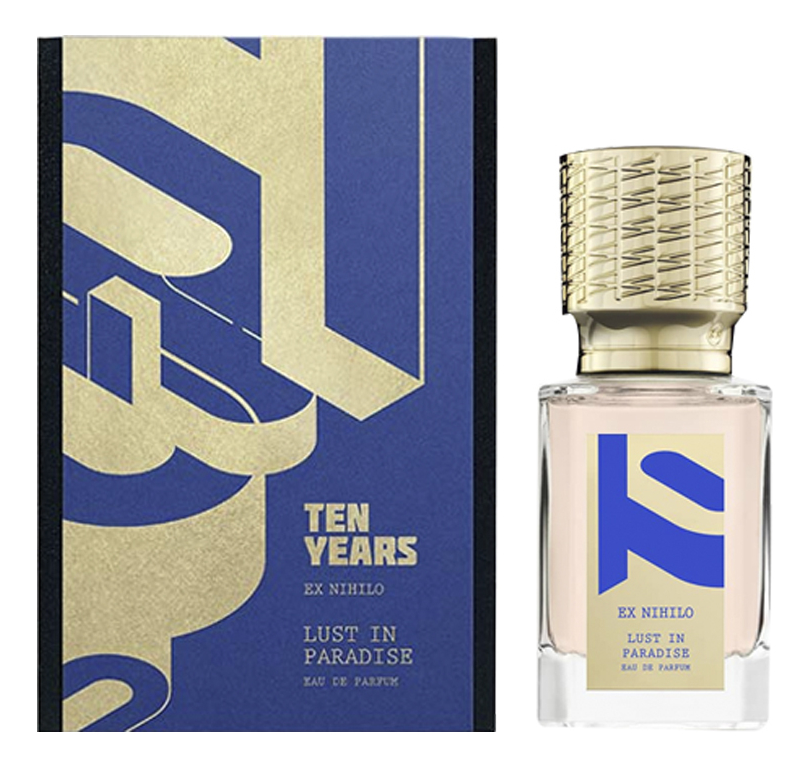 TEN
YEARS
EX NIHILO
LUST IN
PARADISE
EAU DE PARFUM
EX NIHILO
LUST IN
PARADISE
EAU DE PARFUM